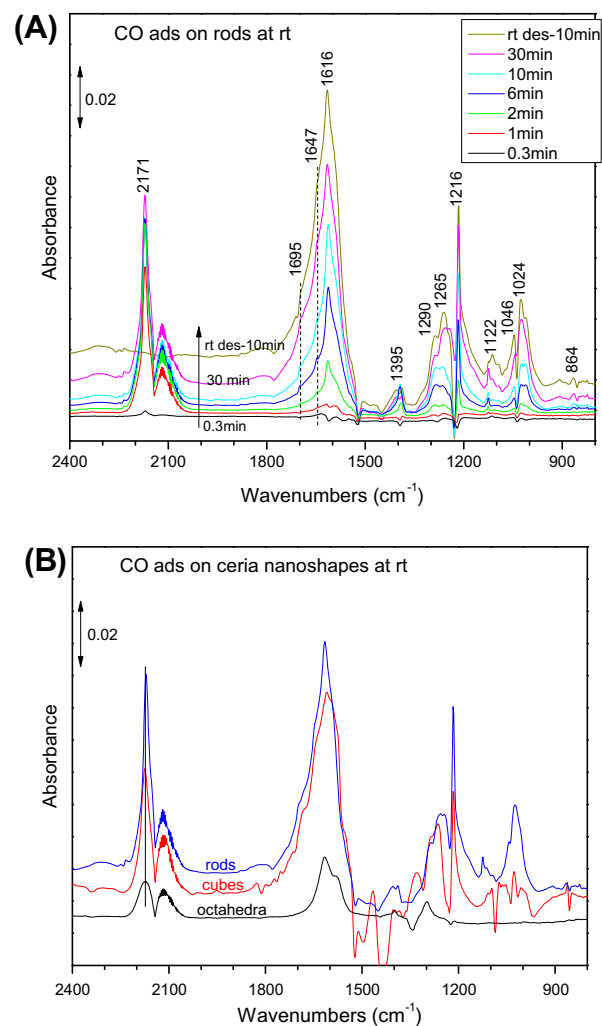 (A)
CO ads on rods at rt
0.02
rt des-10min
30min
10min
6min
2min
1min
0.3min
2171
1695
1647
1616
1395
1290
1265
1216
1122
1046
1024
864
rt des-10min
30 min
0.3min
Absorbance
2400 2100 1800 1500 1200 900
Wavenumbers (cm-1)
(B)
CO ads on ceria nanoshapes at rt
0.02
rods
cubes
octahedra
Absorbance
2400 2100 1800 1500 1200 900
Wavenumbers (cm-1)